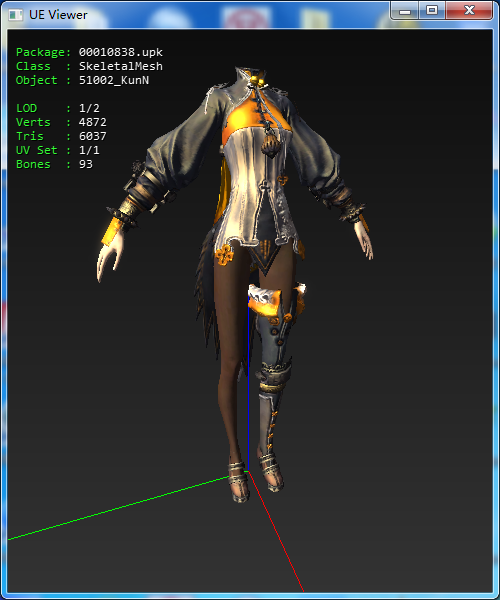 UE Viewer
Package: 00010838.upk
Class : SkeletalMesh
Object : 51002_KunN
LOD : 1/2
Verts : 4872
Tris : 6037
UV Set : 1/1
Bones : 93